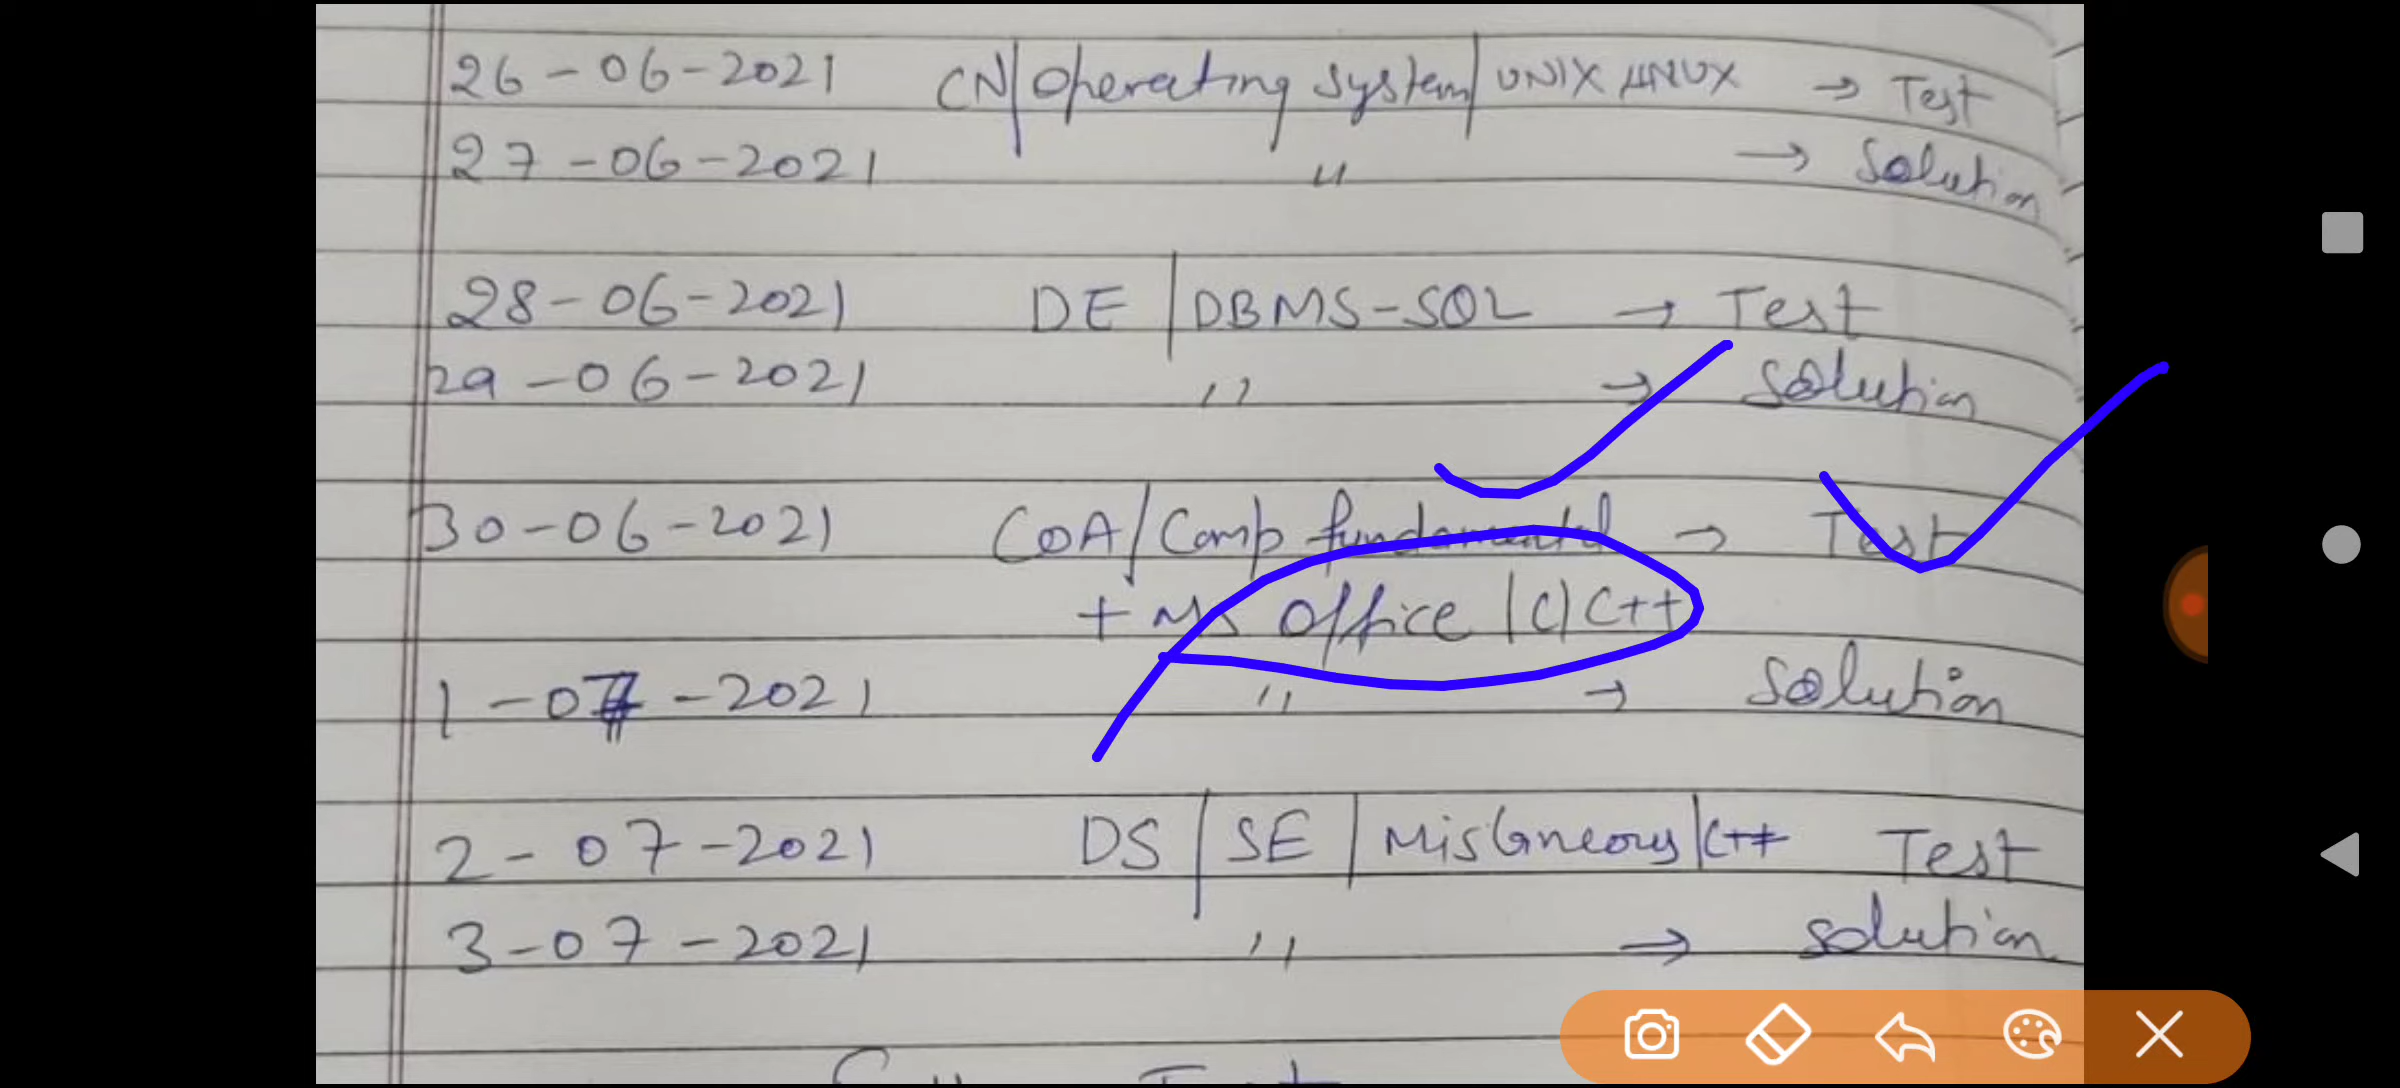 26-06-2021 CN|Operating System|UNIX LINUX → Test
27-06-2021 " → Solution
28-06-2021 DE|DBMS-SQL → Test
29-06-2021 " → Solution
30-06-2021 COA/Comp fundamental → Test
+ MS Office |C|C++
1-07-2021 " → Solution
2-07-2021 DS|SE|Mislaneous|C++ Test
3-07-2021 " → Solution